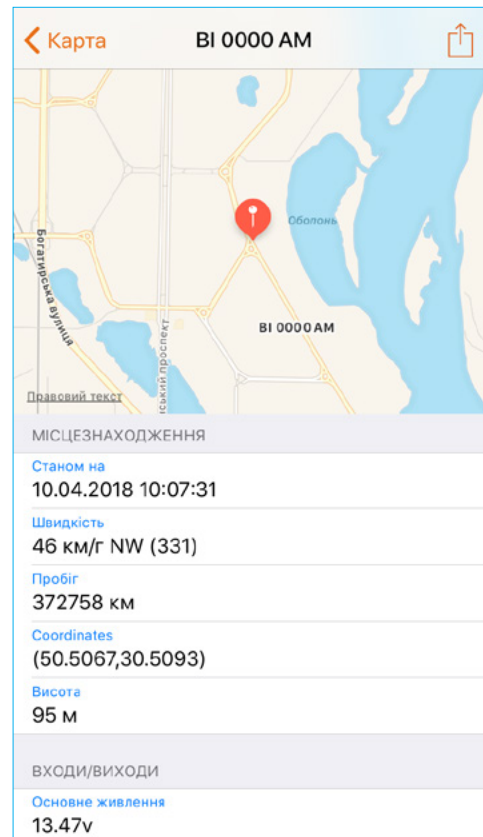 Карта
BI 0000 AM
Оболонь
Богатирська вулиця
ський проспект
BI 0000 AM
Правовий текст
МІСЦЕЗНАХОДЖЕННЯ
Станом на
10.04.2018 10:07:31
Швидкість
46 км/г NW (331)
Пробіг
372758 км
Coordinates
(50.5067,30.5093)
Висота
95 м
ВХОДИ/ВИХОДИ
Основне живлення
13.47v